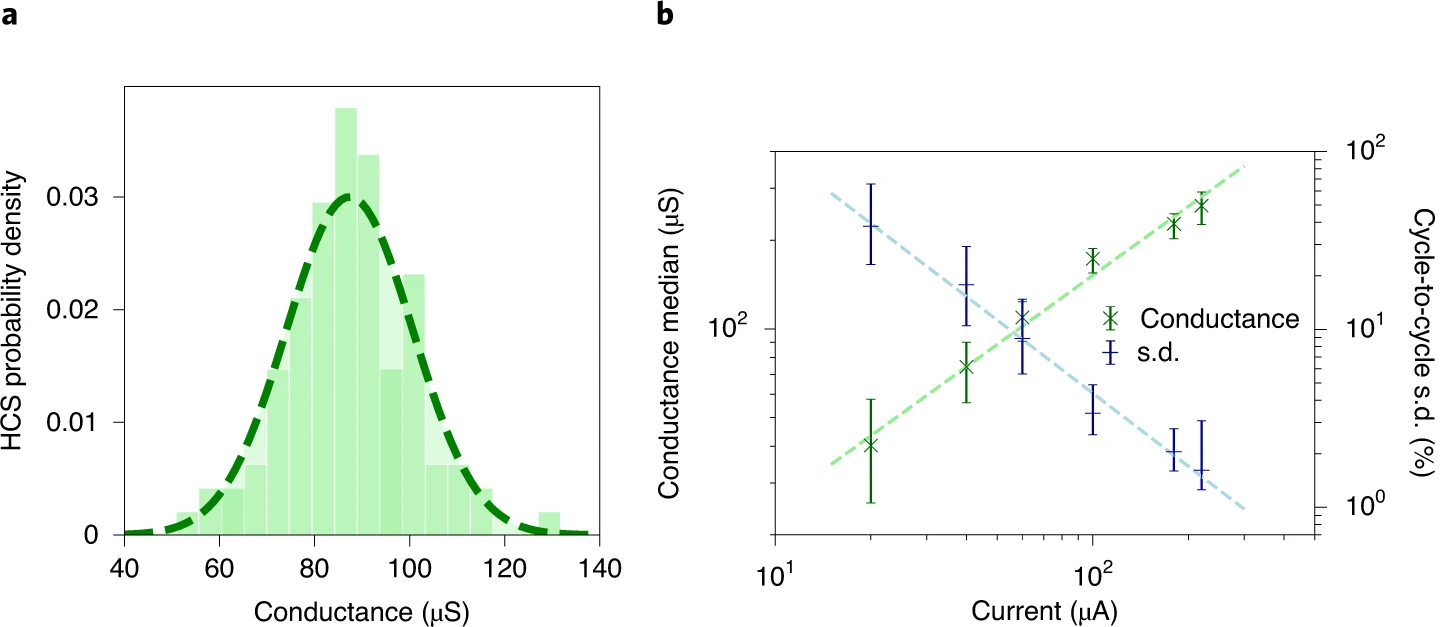 a
b
HCS probability density
0.03
0.02
0.01
0
40 60 80 100 120 140
Conductance (μS)
Conductance median (μS)
10²
10¹ 10²
Current (μA)
Conductance
s.d.
10²
10¹
10⁰
Cycle-to-cycle s.d. (%)